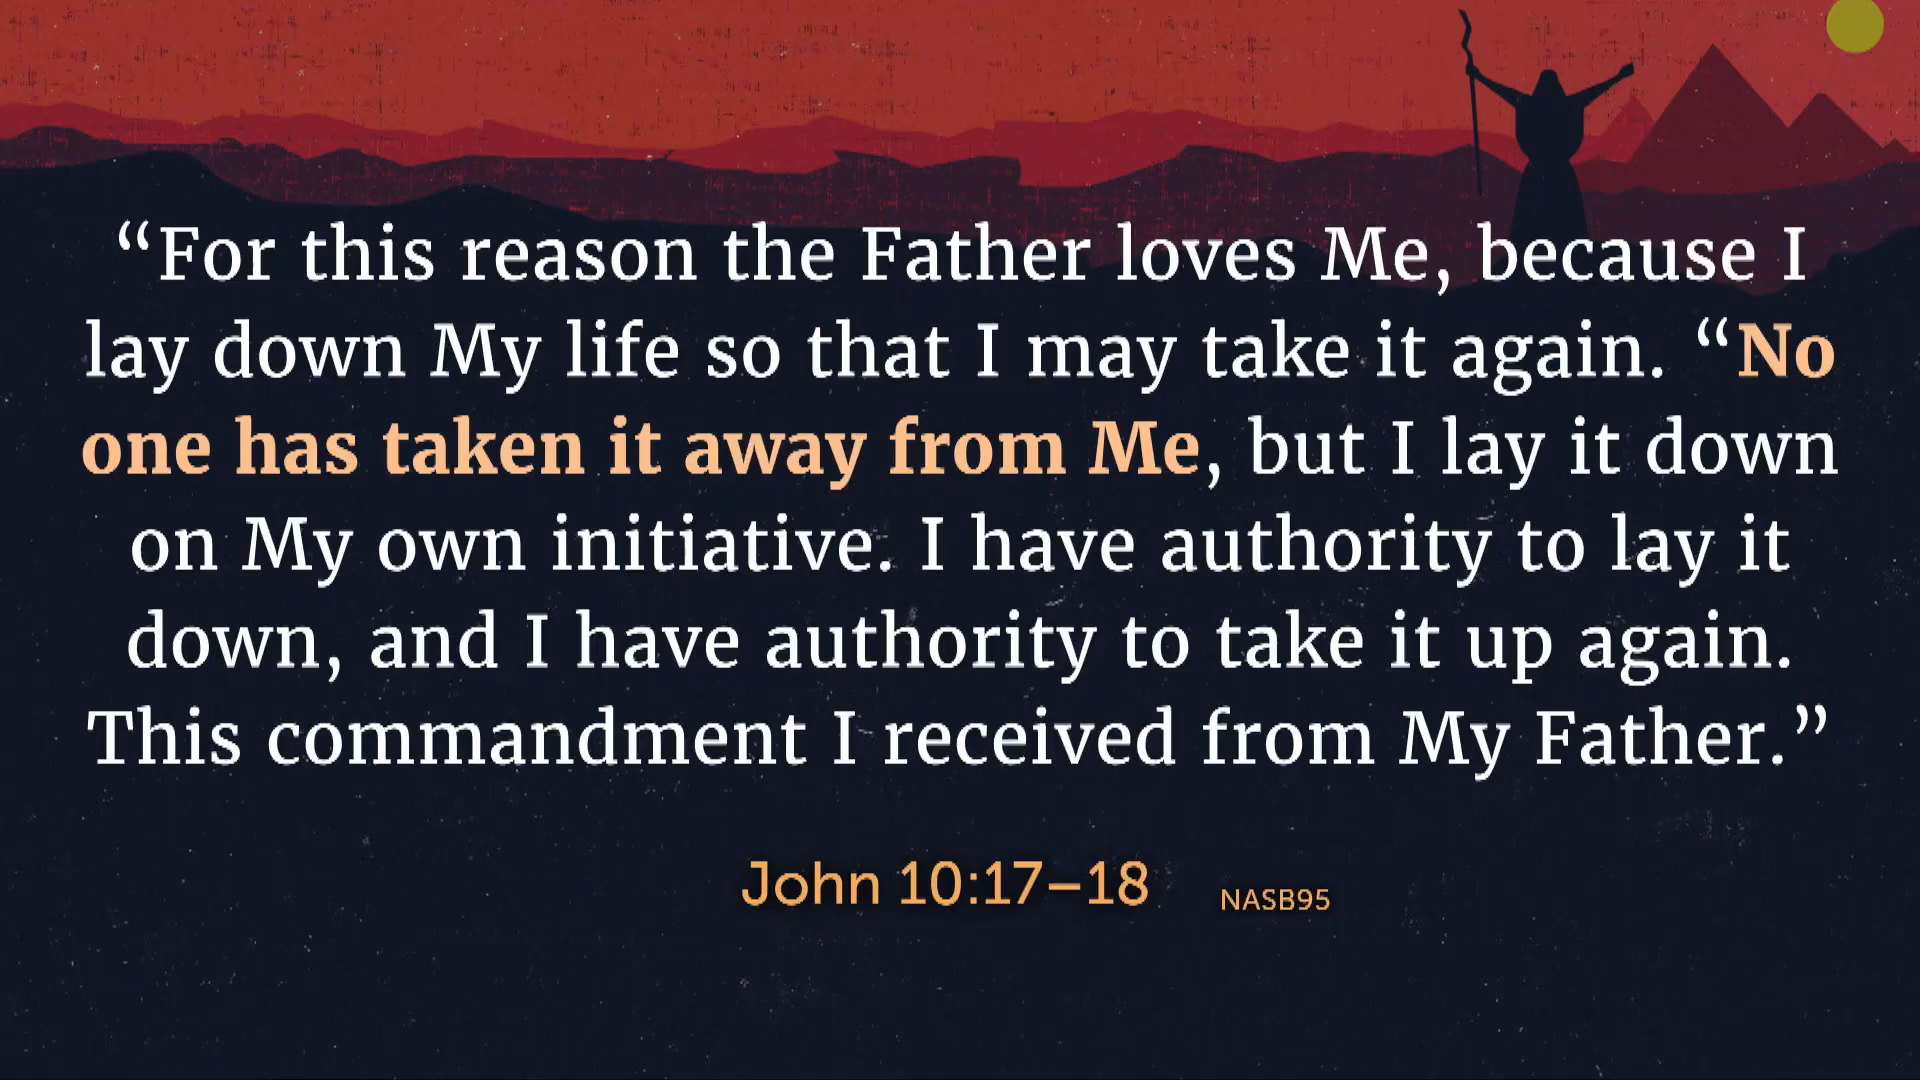 “For this reason the Father loves Me, because I
lay down My life so that I may take it again. “No
one has taken it away from Me, but I lay it down
on My own initiative. I have authority to lay it
down, and I have authority to take it up again.
This commandment I received from My Father.”
John 10:17–18 NASB95